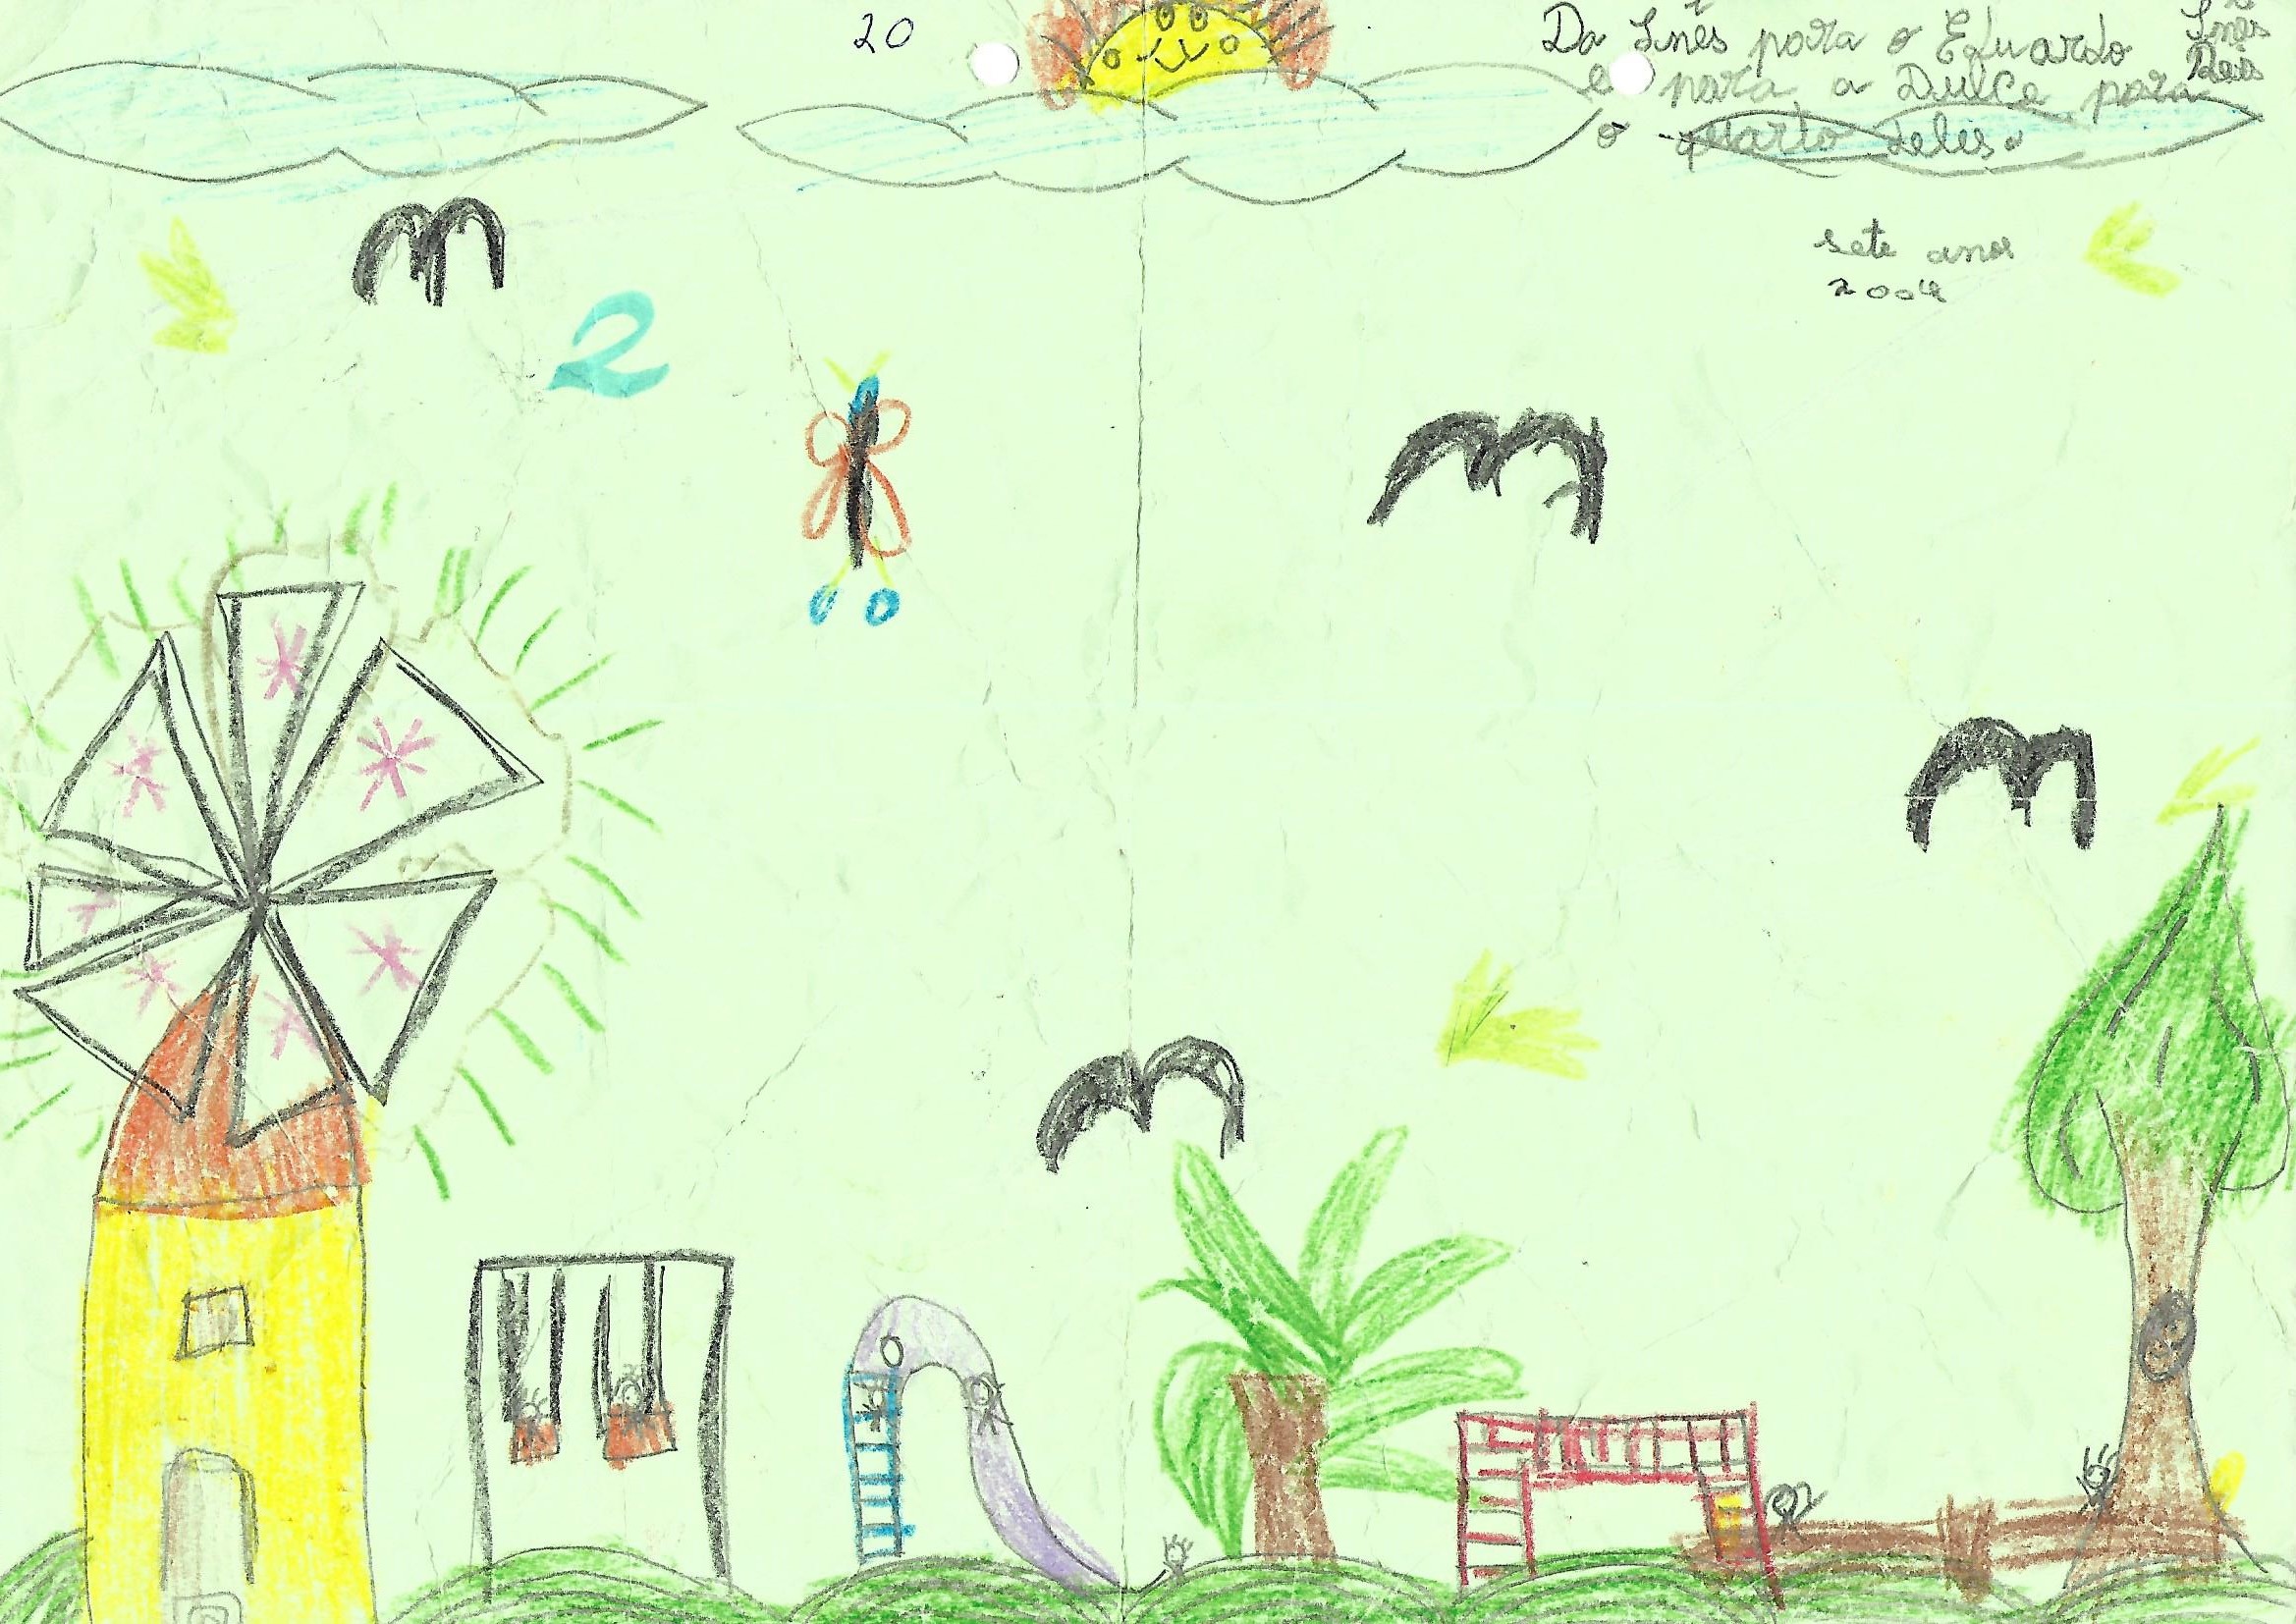 20
Da Inês para o Eduardo
e para a Dulce para
o quarto deles.
Inês
Reis
sete anos
2004
2